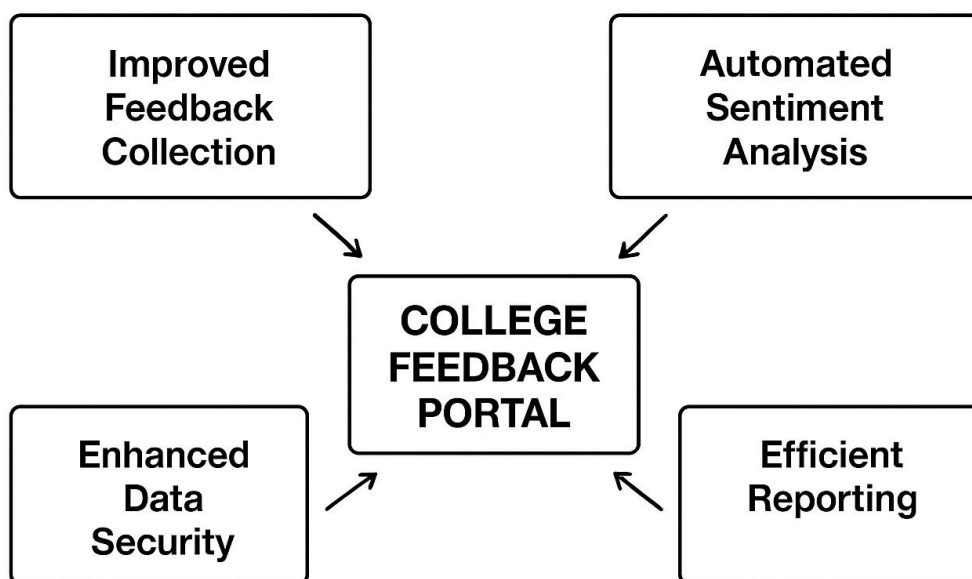 Improved
Feedback
Collection
Automated
Sentiment
Analysis
COLLEGE
FEEDBACK
PORTAL
Enhanced
Data
Security
Efficient
Reporting